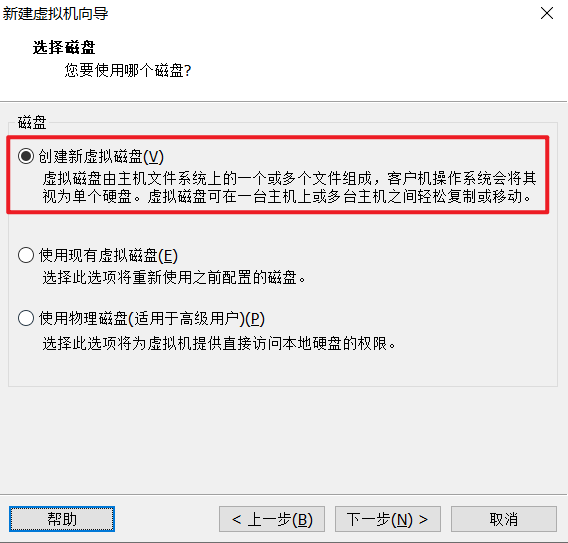 新建虚拟机向导
选择磁盘
您要使用哪个磁盘?
磁盘
创建新虚拟磁盘(V)
虚拟磁盘由主机文件系统上的一个或多个文件组成，客户机操作系统会将其
视为单个硬盘。虚拟磁盘可在一台主机上或多台主机之间轻松复制或移动。
使用现有虚拟磁盘(E)
选择此选项将重新使用之前配置的磁盘。
使用物理磁盘(适用于高级用户)(P)
选择此选项将为虚拟机提供直接访问本地硬盘的权限。
帮助
< 上一步(B)
下一步(N) >
取消